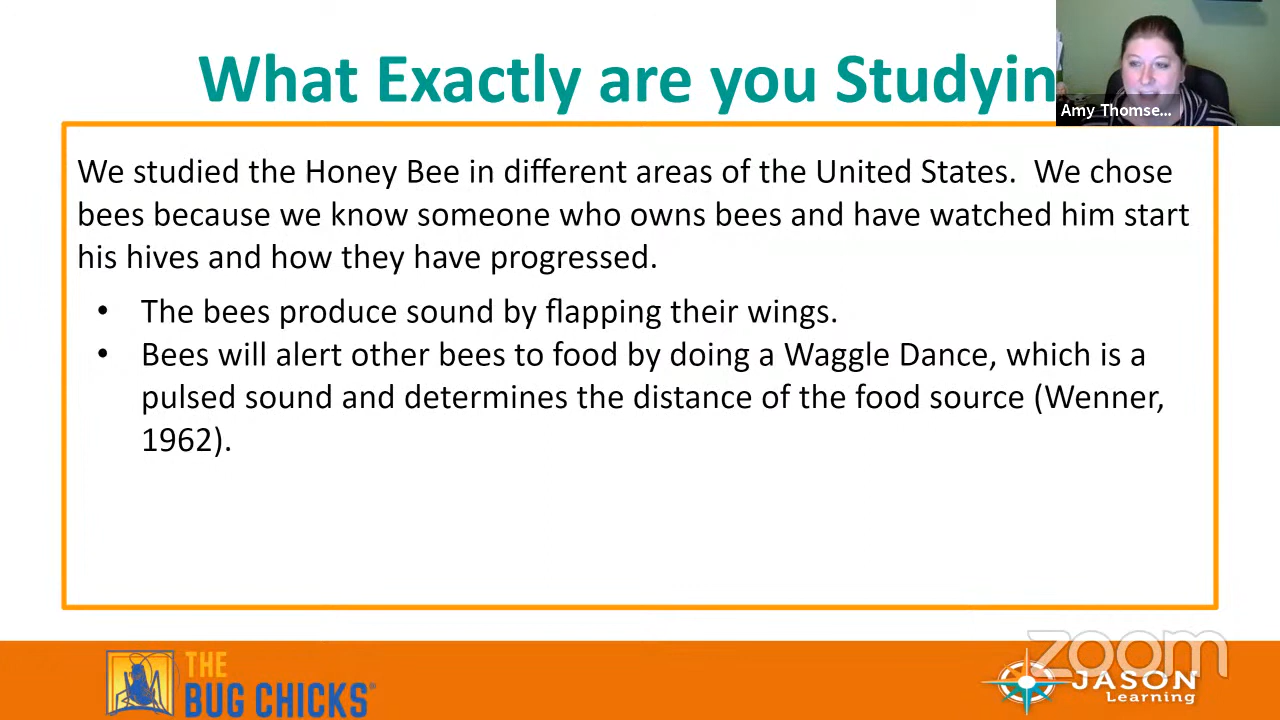 What Exactly are you Studyin
Amy Thomse...
We studied the Honey Bee in different areas of the United States.  We chose
bees because we know someone who owns bees and have watched him start
his hives and how they have progressed.
• The bees produce sound by flapping their wings.
• Bees will alert other bees to food by doing a Waggle Dance, which is a
pulsed sound and determines the distance of the food source (Wenner,
1962).
zoom
THE
BUG CHICKS®
JASON
Learning